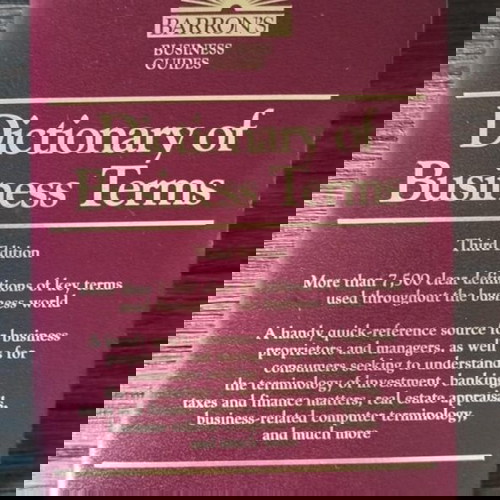 BARRON'S
BUSINESS
GUIDES
Dictionary of
Business Terms
Third Edition
More than 7,500 clear definitions of key terms
used throughout the business world
A handy, quick-reference source for business
proprietors and managers, as well as for
consumers seeking to understand
the terminology of investment, banking,
taxes and finance matters, real estate appraisal,
business-related computer terminology,
and much more